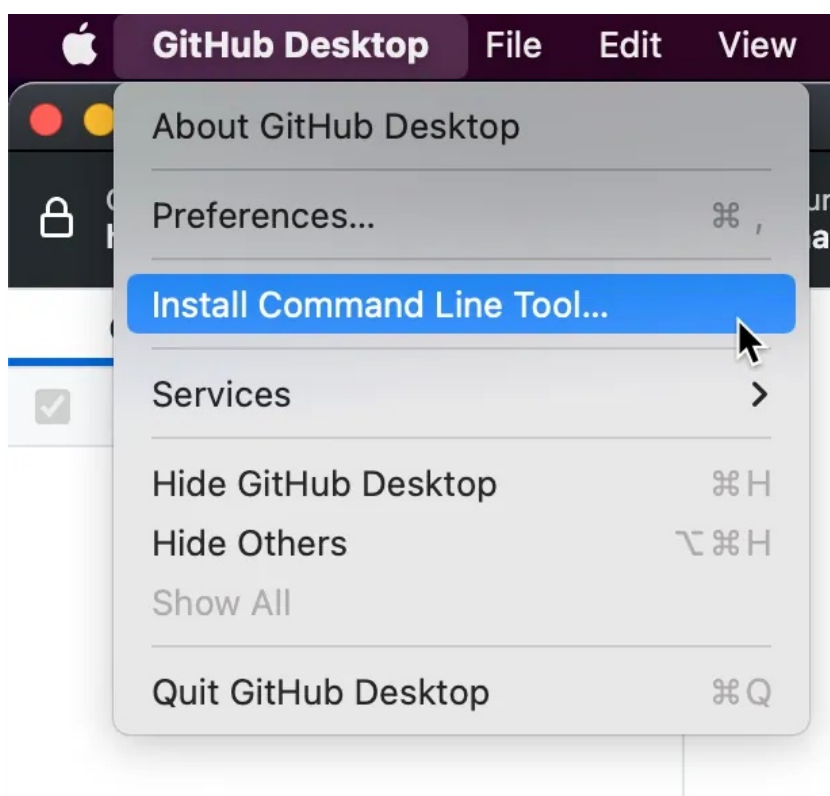 GitHub Desktop File Edit View
About GitHub Desktop
Preferences... ⌘ ,
Install Command Line Tool...
Services
Hide GitHub Desktop ⌘H
Hide Others ⌥⌘H
Show All
Quit GitHub Desktop ⌘Q